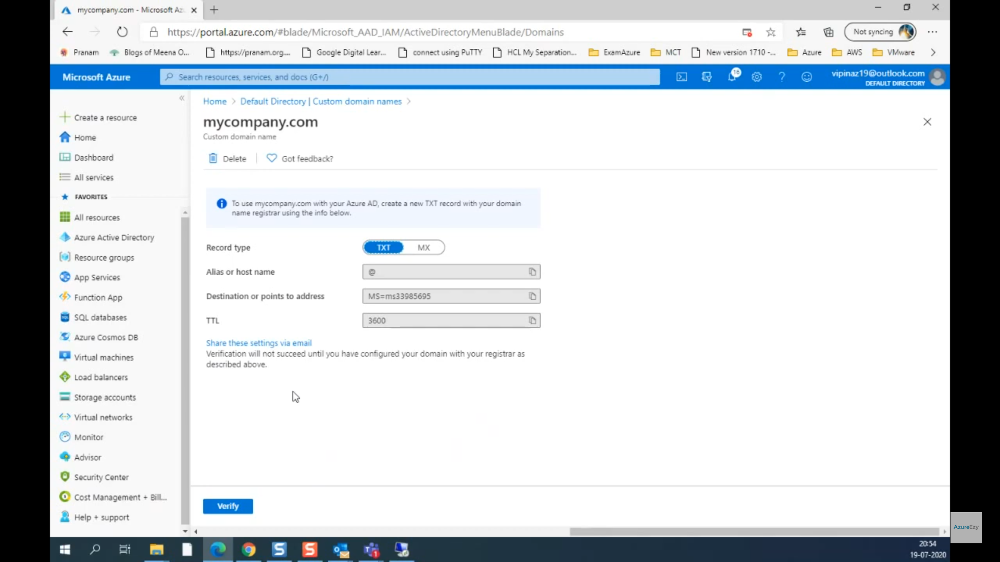 mycompany.com - Microsoft Az
https://portal.azure.com/#blade/Microsoft_AAD_IAM/ActiveDirectoryMenuBlade/Domains
Not syncing
Pranam
Blogs of Meena O...
https://pranam.org....
Google Digital Lear...
connect using PuTTY
HCL My Separation...
ExamAzure
MCT
New version 1710 -...
Azure
AWS
VMware
Microsoft Azure
Search resources, services, and docs (G+/)
vipinaz19@outlook.com
DEFAULT DIRECTORY
Create a resource
Home
Dashboard
All services
FAVORITES
All resources
Azure Active Directory
Resource groups
App Services
Function App
SQL databases
Azure Cosmos DB
Virtual machines
Load balancers
Storage accounts
Virtual networks
Monitor
Advisor
Security Center
Cost Management + Bill...
Help + support
Home > Default Directory | Custom domain names >
mycompany.com
Custom domain name
Delete
Got feedback?
To use mycompany.com with your Azure AD, create a new TXT record with your domain
name registrar using the info below.
Record type
TXT
MX
Alias or host name
@
Destination or points to address
MS=ms33985695
TTL
3600
Share these settings via email
Verification will not succeed until you have configured your domain with your registrar as
described above.
Verify
AzureEzy
20:54
19-07-2020